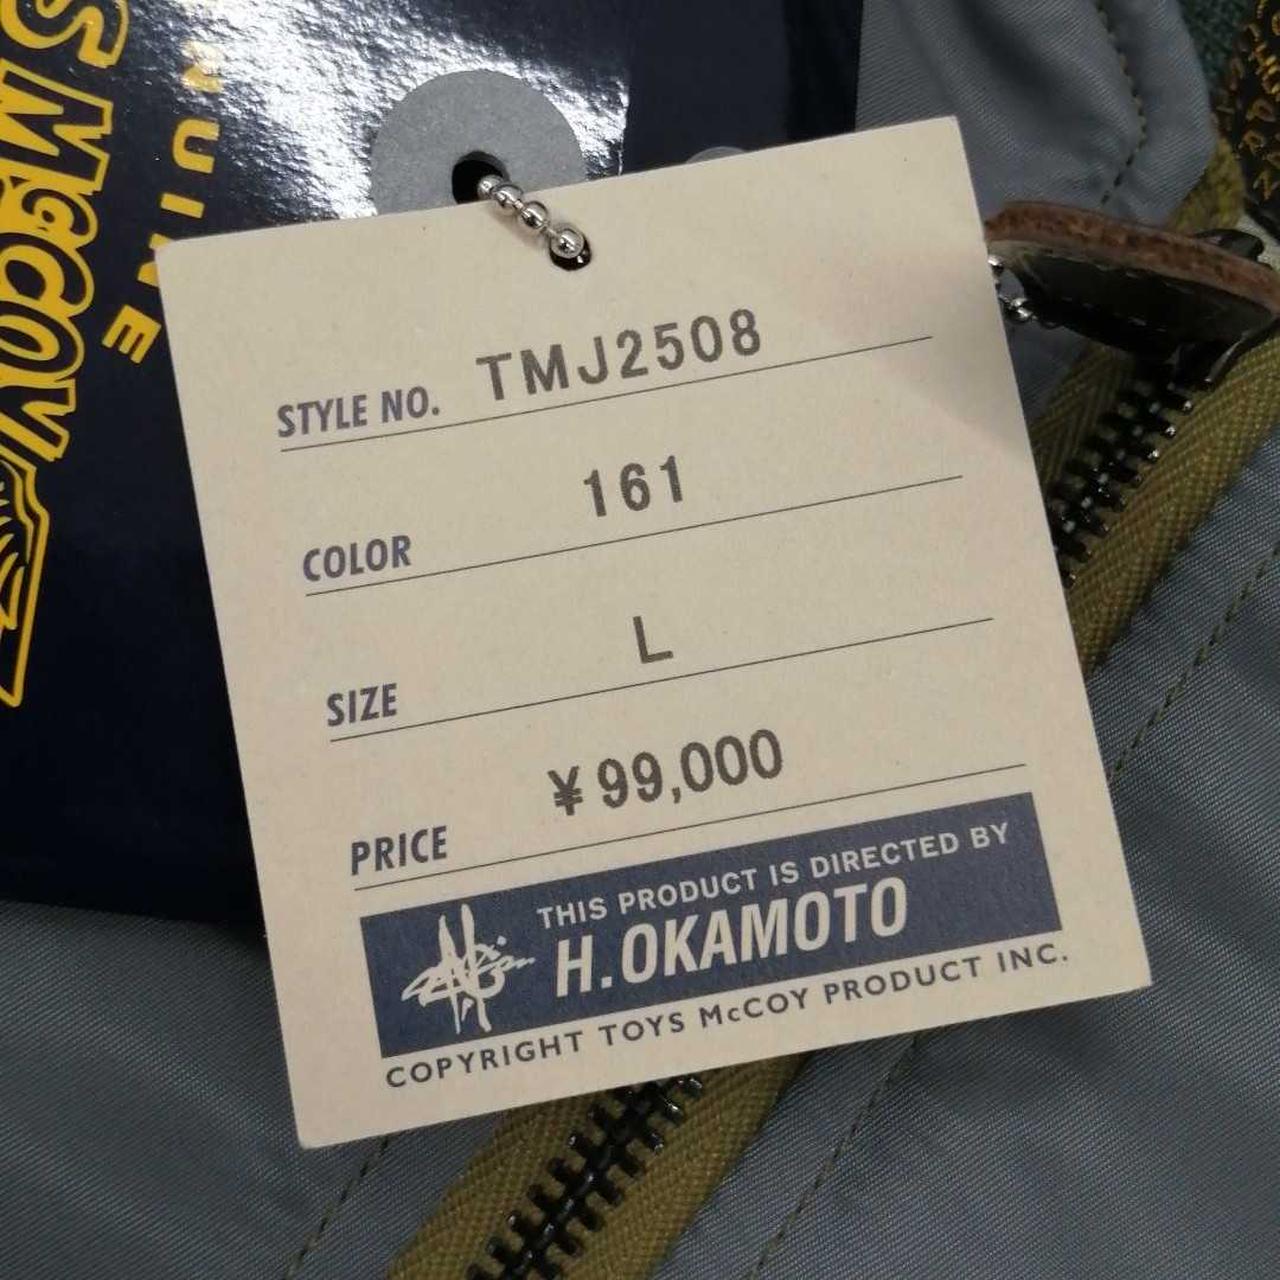 STYLE NO. TMJ2508
COLOR 161
SIZE L
PRICE ¥99,000
THIS PRODUCT IS DIRECTED BY
H.OKAMOTO
COPYRIGHT TOYS McCOY PRODUCT INC.